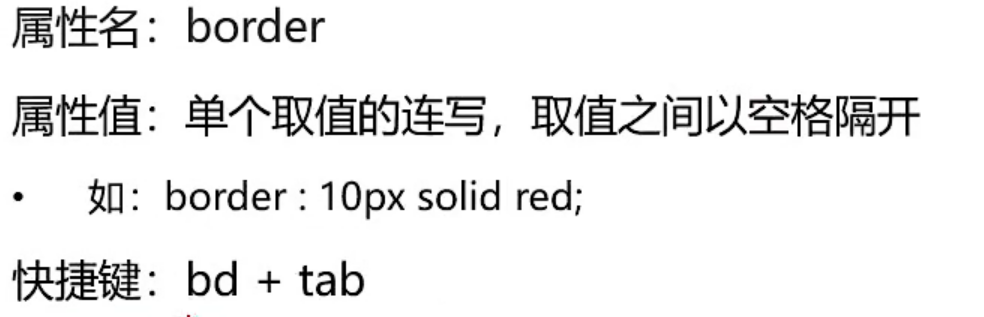 属性名：border
属性值：单个取值的连写，取值之间以空格隔开
• 如：border : 10px solid red;
快捷键：bd + tab